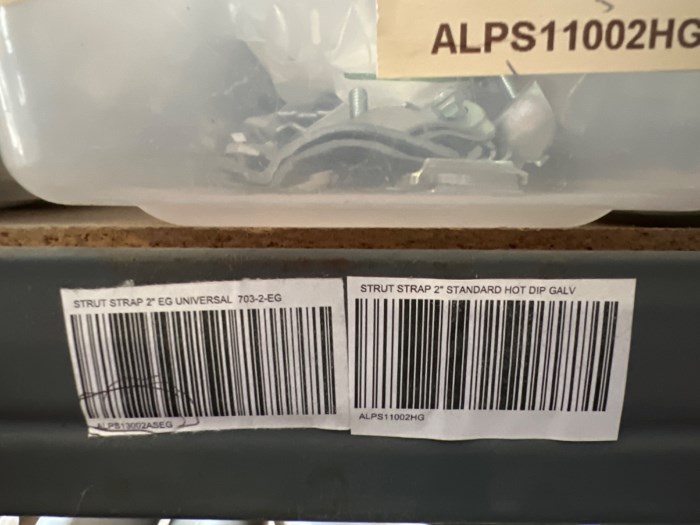 ALPS11002HG
STRUT STRAP 2" EG UNIVERSAL 703-2-EG
ALPS13002ASEG
STRUT STRAP 2" STANDARD HOT DIP GALV
ALPS11002HG